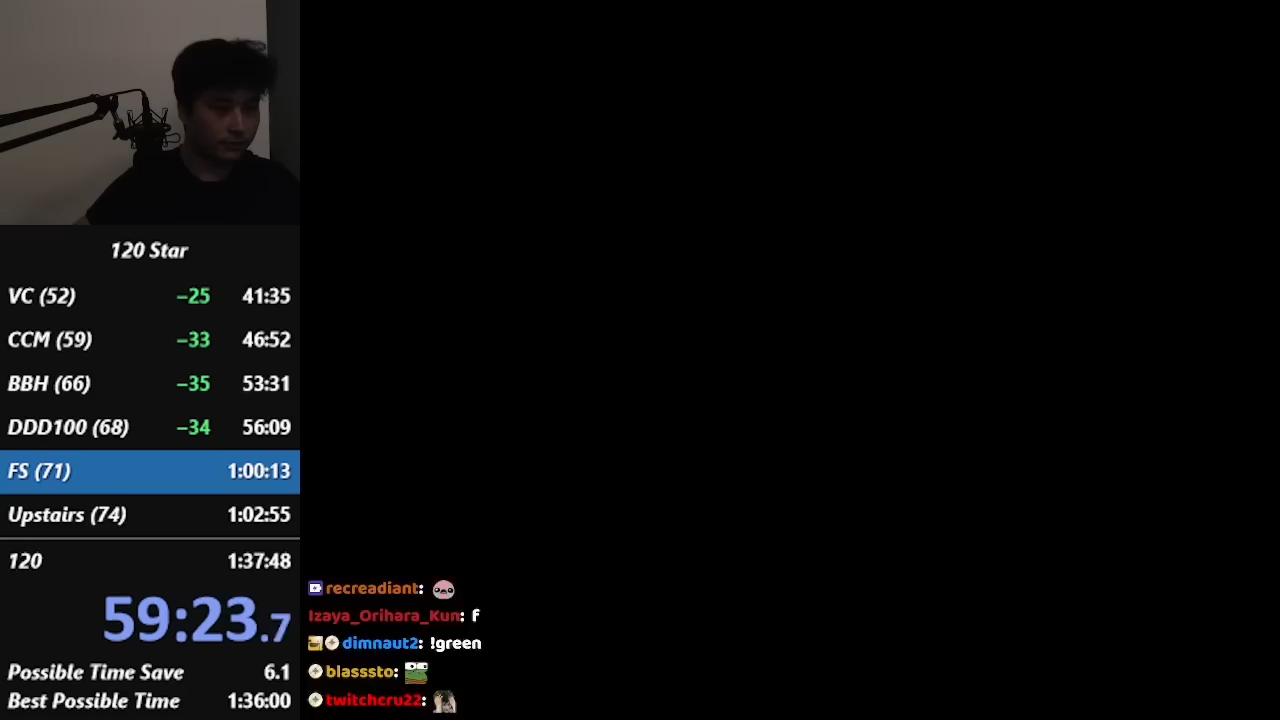 120 Star
VC (52) −25 41:35
CCM (59) −33 46:52
BBH (66) −35 53:31
DDD100 (68) −34 56:09
FS (71) 1:00:13
Upstairs (74) 1:02:55
120 1:37:48
59:23.7
Possible Time Save 6.1
Best Possible Time 1:36:00
recreadiant:
Izaya_Orihara_Kun: f
dimnaut2: !green
blasssto:
twitchcru22: